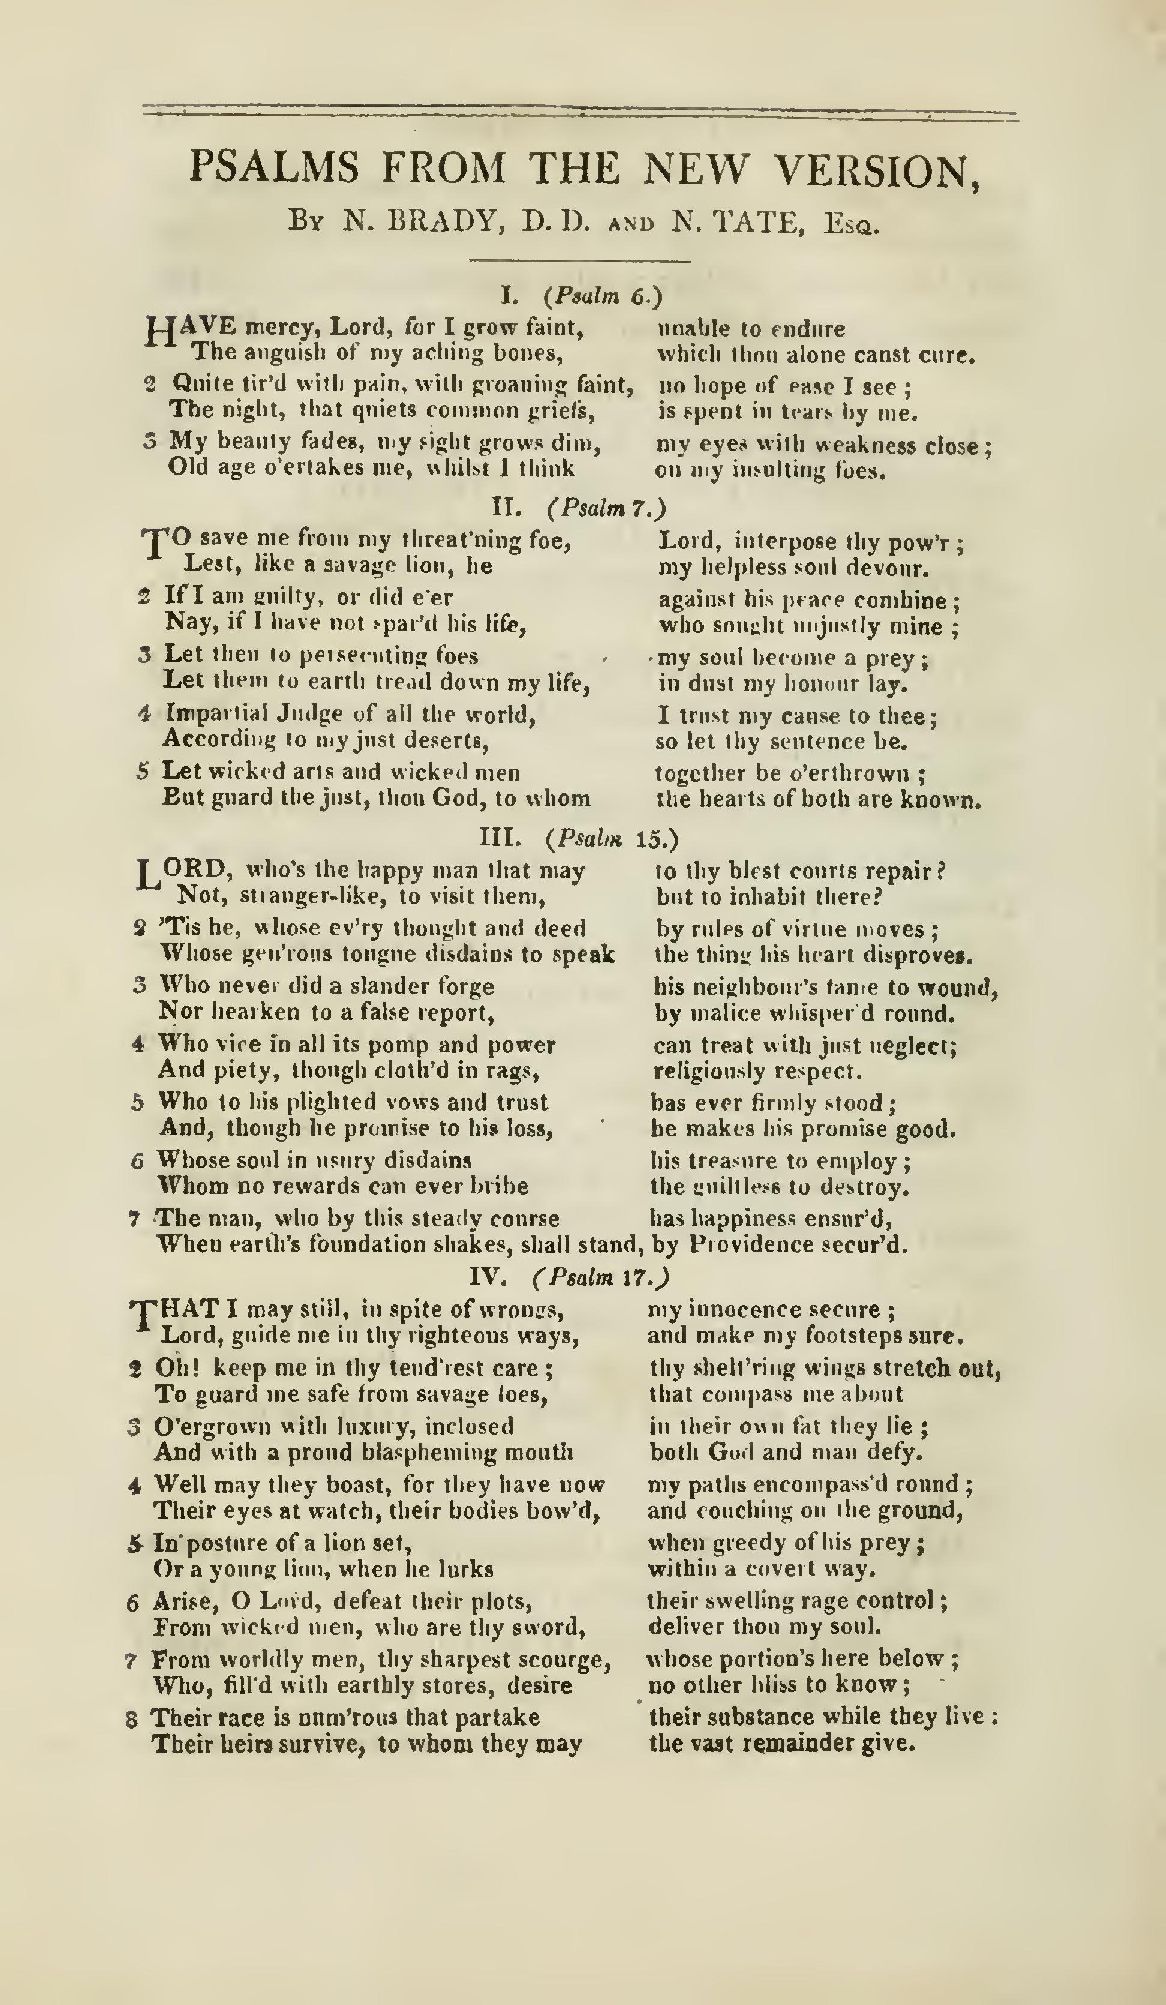 PSALMS FROM THE NEW VERSION,
By N. BRADY, D. D. AND N. TATE, Esq.
I. (Psalm 6.)
HAVE mercy, Lord, for I grow faint, unable to endure
The anguish of my aching bones, which thou alone canst cure.
2 Quite tir'd with pain, with groaning faint, no hope of ease I see ;
The night, that quiets common griefs, is spent in tears by me.
3 My beauty fades, my sight grows dim, my eyes with weakness close ;
Old age o'ertakes me, whilst I think on my insulting foes.
II. (Psalm 7.)
TO save me from my threat'ning foe, Lord, interpose thy pow'r ;
Lest, like a savage lion, he my helpless soul devour.
2 If I am guilty, or did e'er against his peace combine ;
Nay, if I have not spar'd his life, who sought unjustly mine ;
3 Let then to persecuting foes my soul become a prey ;
Let them to earth tread down my life, in dust my honour lay.
4 Impartial Judge of all the world, I trust my cause to thee;
According to my just deserts, so let thy sentence be.
5 Let wicked arts and wicked men together be o'erthrown ;
But guard the just, thou God, to whom the hearts of both are known.
III. (Psalm 15.)
LORD, who's the happy man that may to thy blest courts repair?
Not, stranger-like, to visit them, but to inhabit there?
2 'Tis he, whose ev'ry thought and deed by rules of virtue moves ;
Whose gen'rous tongue disdains to speak the thing his heart disproves.
3 Who never did a slander forge his neighbour's fame to wound,
Nor hearken to a false report, by malice whisper'd round.
4 Who vice in all its pomp and power can treat with just neglect;
And piety, though cloth'd in rags, religiously respect.
5 Who to his plighted vows and trust has ever firmly stood ;
And, though he promise to his loss, he makes his promise good.
6 Whose soul in usury disdains his treasure to employ ;
Whom no rewards can ever bribe the guiltless to destroy.
7 The man, who by this steady course has happiness ensur'd,
When earth's foundation shakes, shall stand, by Providence secur'd.
IV. (Psalm 17.)
THAT I may still, in spite of wrongs, my innocence secure ;
Lord, guide me in thy righteous ways, and make my footsteps sure.
2 Oh! keep me in thy tend'rest care ; thy shelt'ring wings stretch out,
To guard me safe from savage foes, that compass me about
3 O'ergrown with luxury, inclosed in their own fat they lie ;
And with a proud blaspheming mouth both God and man defy.
4 Well may they boast, for they have now my paths encompass'd round ;
Their eyes at watch, their bodies bow'd, and couching on the ground,
5 In posture of a lion set, when greedy of his prey ;
Or a young lion, when he lurks within a covert way.
6 Arise, O Lord, defeat their plots, their swelling rage control ;
From wicked men, who are thy sword, deliver thou my soul.
7 From worldly men, thy sharpest scourge, whose portion's here below ;
Who, fill'd with earthly stores, desire no other bliss to know ;
8 Their race is num'rous that partake their substance while they live :
Their heirs survive, to whom they may the vast remainder give.